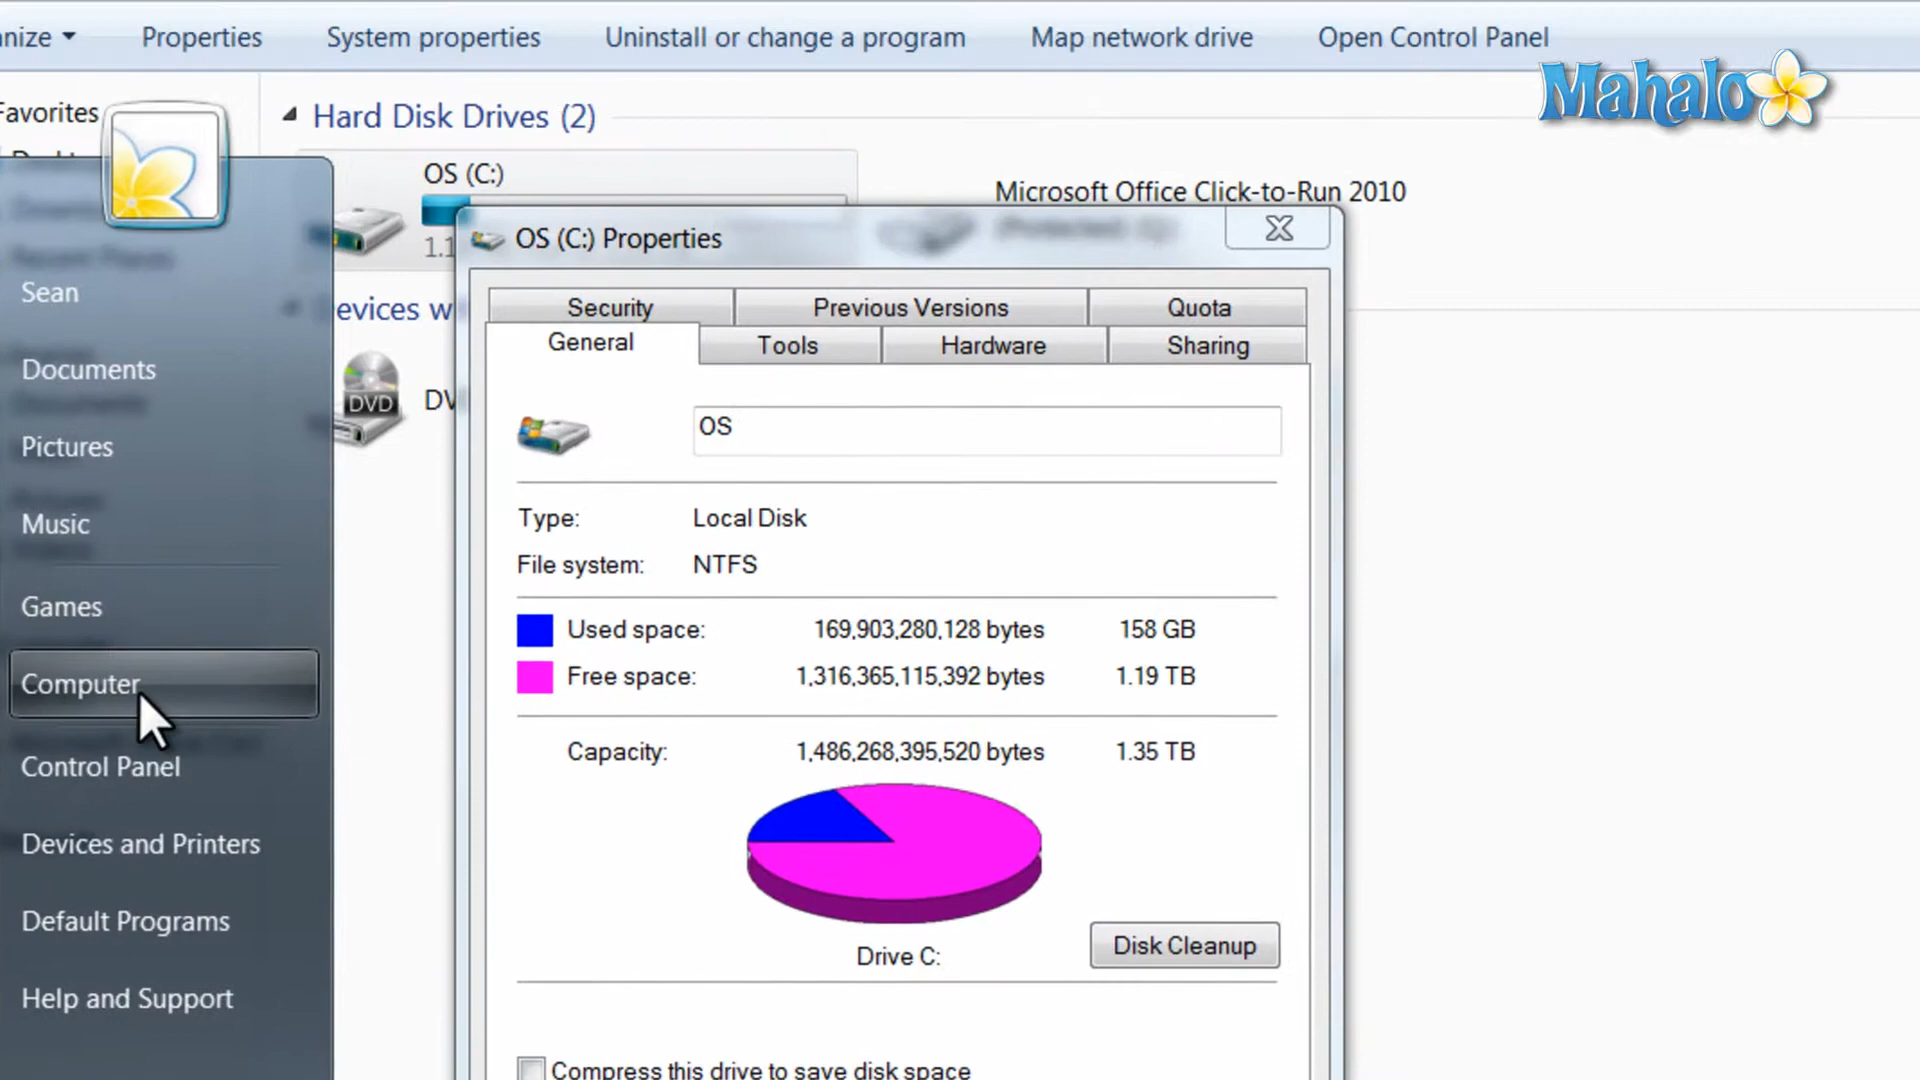 nize
Properties
System properties
Uninstall or change a program
Map network drive
Open Control Panel
Mahalo
Favorites
Hard Disk Drives (2)
OS (C:)
Microsoft Office Click-to-Run 2010
1.1
OS (C:) Properties
Devices w
DV
DVD
Sean
Documents
Pictures
Music
Games
Computer
Control Panel
Devices and Printers
Default Programs
Help and Support
Security
Previous Versions
Quota
General
Tools
Hardware
Sharing
OS
Type: Local Disk
File system: NTFS
Used space: 169,903,280,128 bytes 158 GB
Free space: 1,316,365,115,392 bytes 1.19 TB
Capacity: 1,486,268,395,520 bytes 1.35 TB
Drive C:
Disk Cleanup
Compress this drive to save disk space